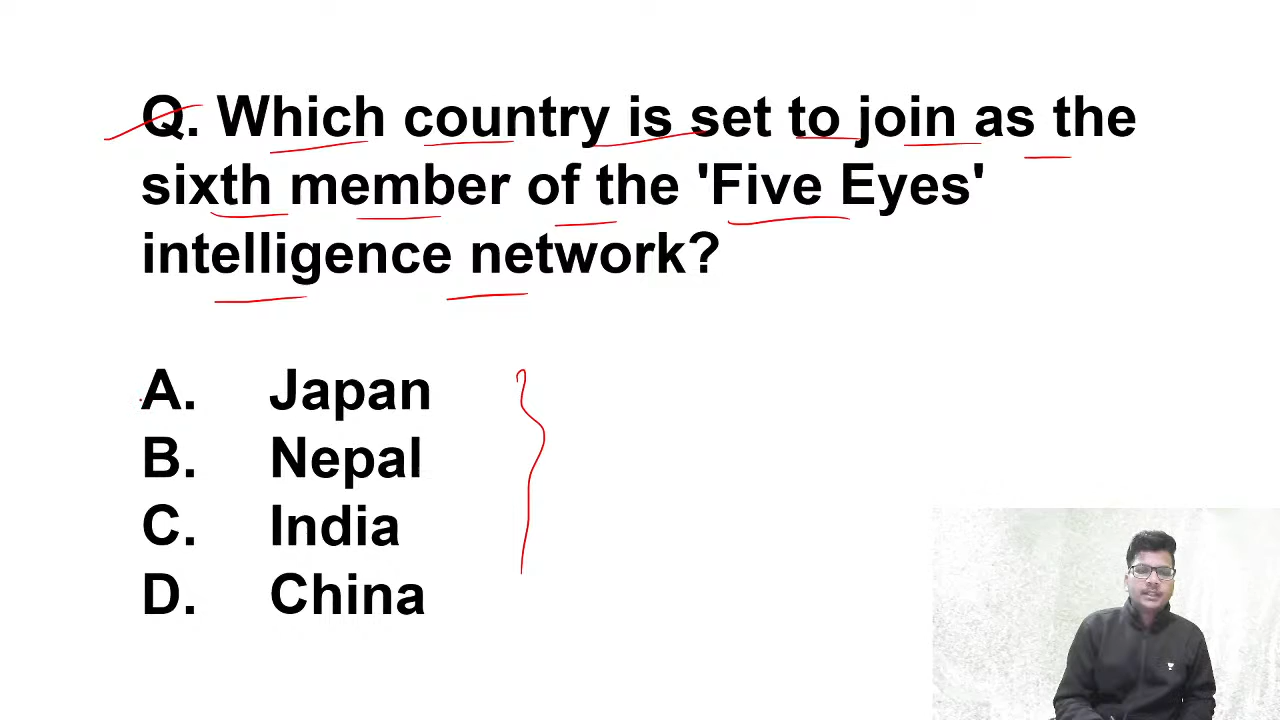 Q. Which country is set to join as the
sixth member of the 'Five Eyes'
intelligence network?
A. Japan
B. Nepal
C. India
D. China